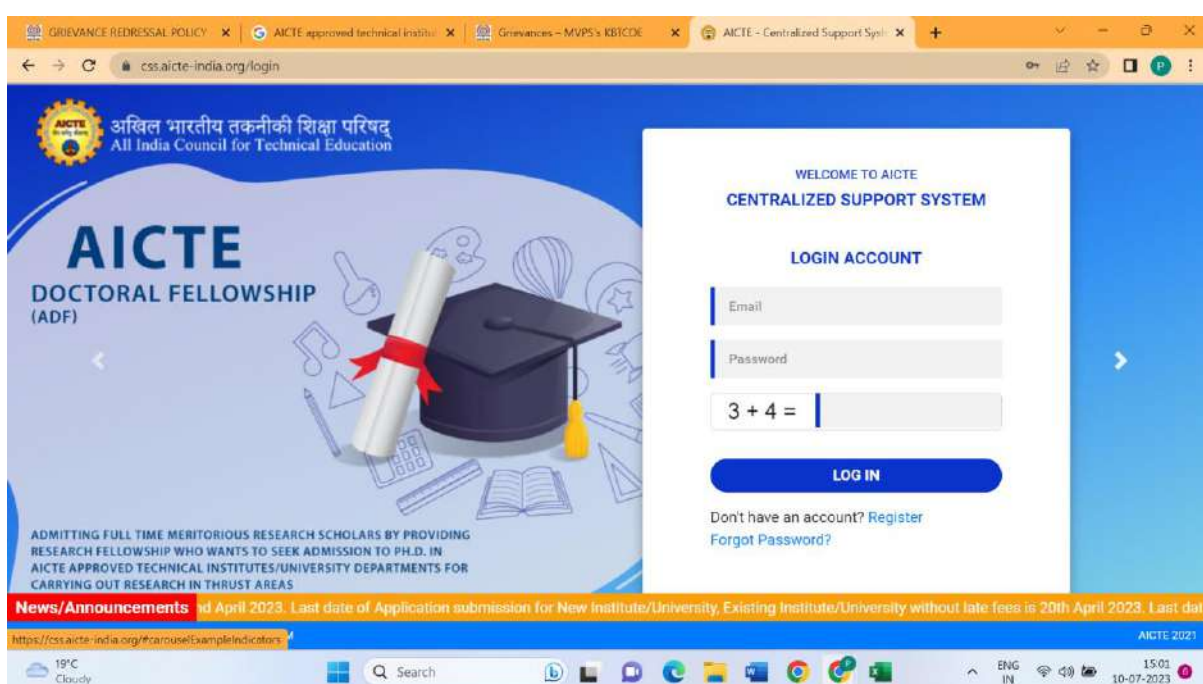 GRIEVANCE REDRESSAL POLICY
AICTE approved technical institu
Grievances – MVPS's KBTCOE
AICTE - Centralized Support Syst
css.aicte-india.org/login
P
AICTE
अखिल भारतीय तकनीकी शिक्षा परिषद्
All India Council for Technical Education
AICTE
DOCTORAL FELLOWSHIP
(ADF)
ADMITTING FULL TIME MERITORIOUS RESEARCH SCHOLARS BY PROVIDING
RESEARCH FELLOWSHIP WHO WANTS TO SEEK ADMISSION TO PH.D. IN
AICTE APPROVED TECHNICAL INSTITUTES/UNIVERSITY DEPARTMENTS FOR
CARRYING OUT RESEARCH IN THRUST AREAS
WELCOME TO AICTE
CENTRALIZED SUPPORT SYSTEM
LOGIN ACCOUNT
Email
Password
3 + 4 =
LOG IN
Don't have an account? Register
Forgot Password?
News/Announcements nd April 2023. Last date of Application submission for New Institute/University, Existing Institute/University without late fees is 20th April 2023. Last dat
https://css.aicte-india.org/#carouselExampleIndicators
AICTE 2021
19°C
Cloudy
Search
ENG
IN
15:01
10-07-2023